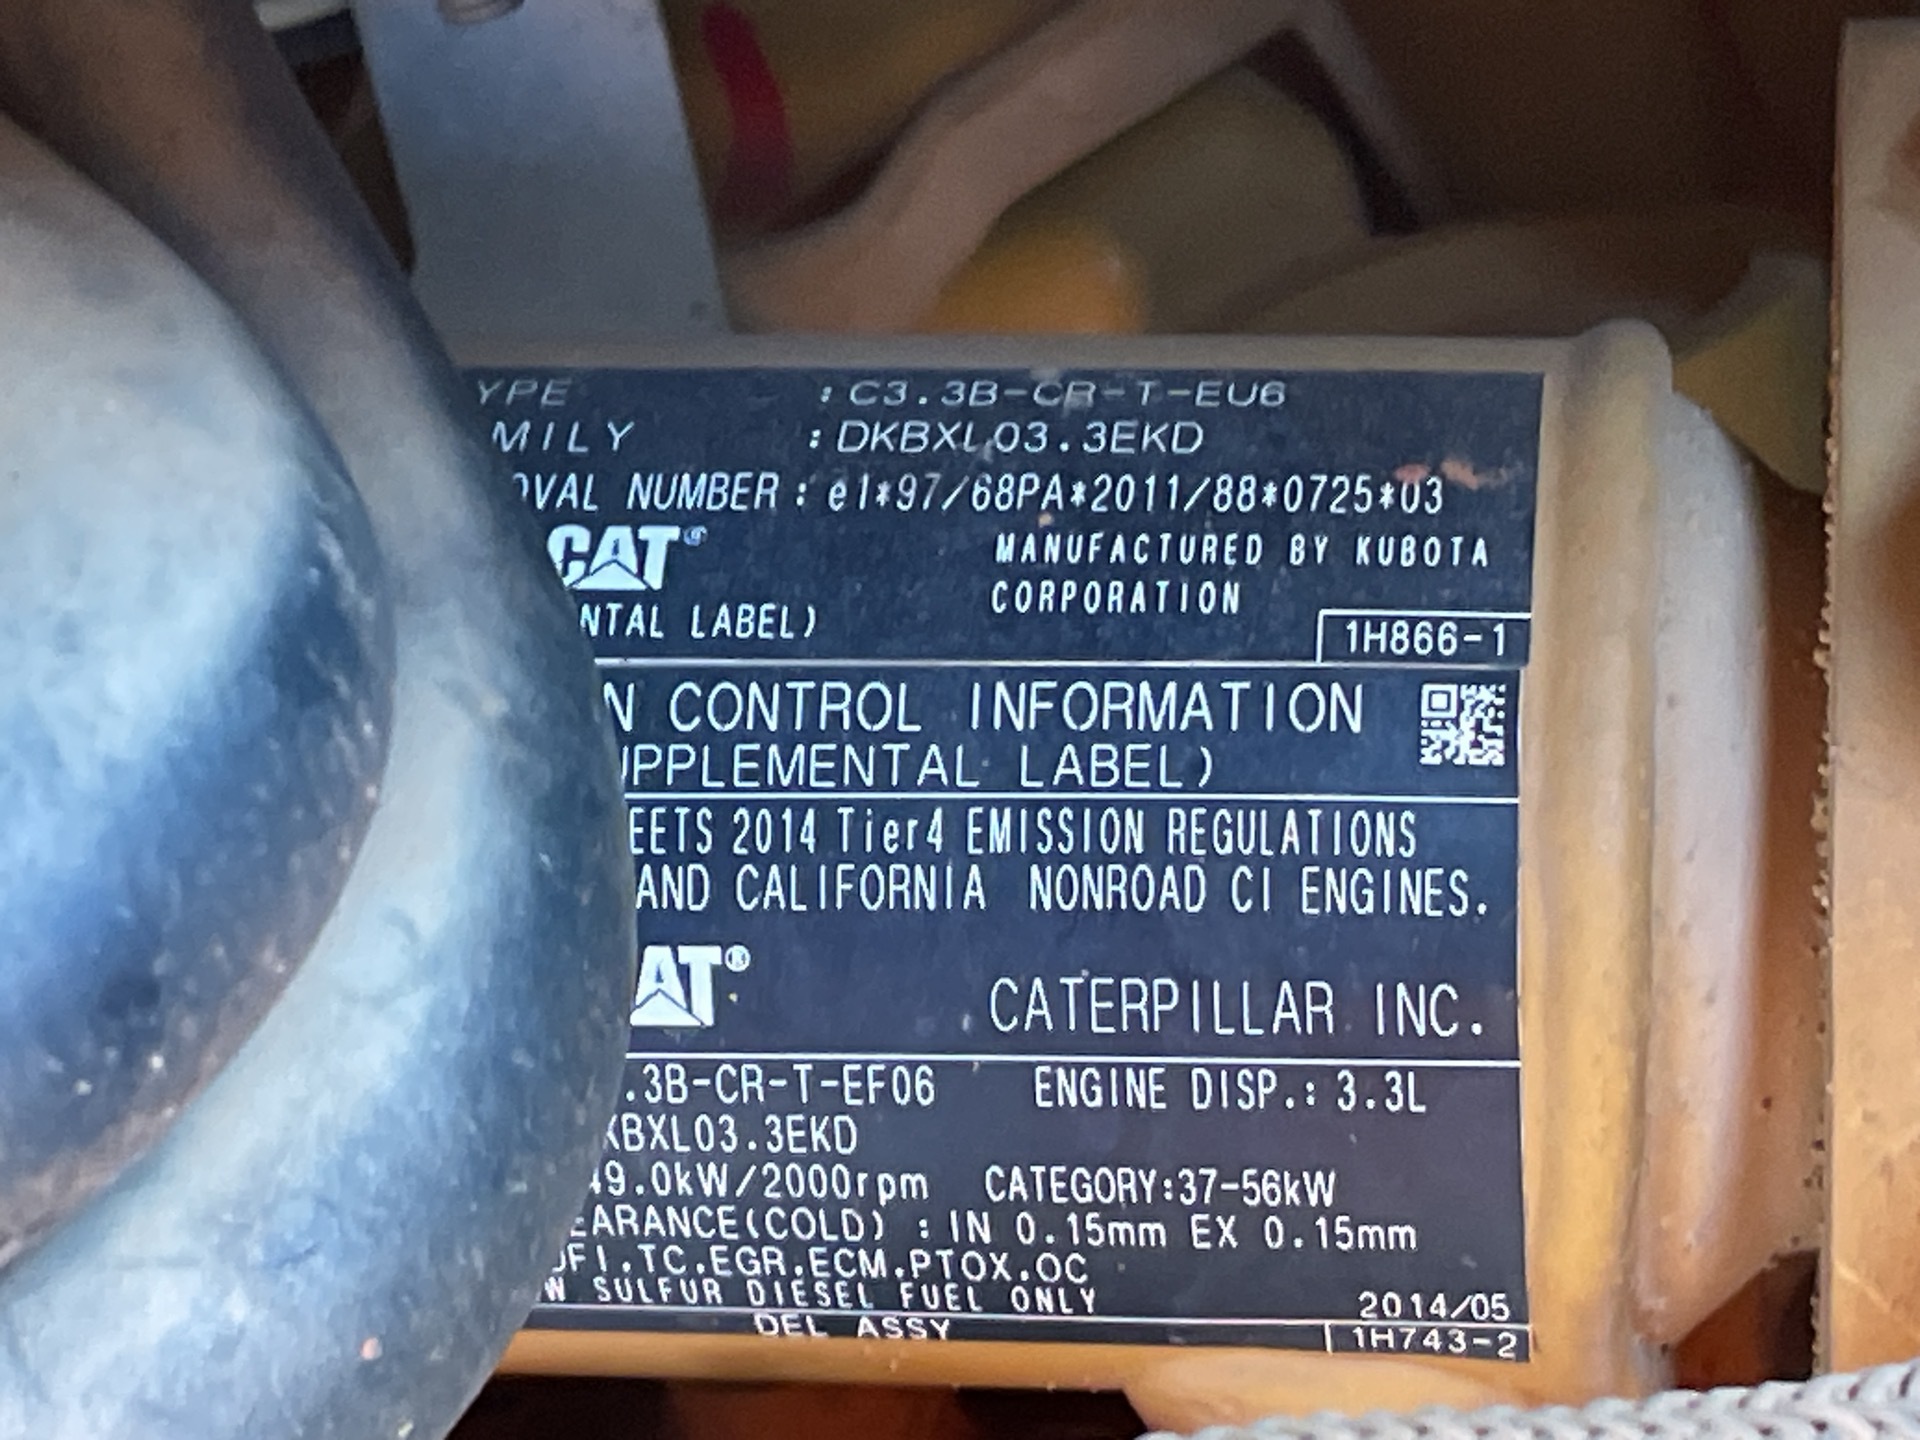 YPE : C3.3B-CR-T-EU6
MILY : DKBXL03.3EKD
OVAL NUMBER : e1*97/68PA*2011/88*0725*03
CAT® MANUFACTURED BY KUBOTA
CORPORATION
NTAL LABEL)
1H866-1
N CONTROL INFORMATION
UPPLEMENTAL LABEL)
EETS 2014 Tier4 EMISSION REGULATIONS
AND CALIFORNIA NONROAD CI ENGINES.
AT® CATERPILLAR INC.
.3B-CR-T-EF06 ENGINE DISP.: 3.3L
KBXL03.3EKD
49.0kW/2000rpm CATEGORY:37-56kW
EARANCE(COLD) : IN 0.15mm EX 0.15mm
DFI.TC.EGR.ECM.PTOX.OC
W SULFUR DIESEL FUEL ONLY 2014/05
DEL ASSY 1H743-2